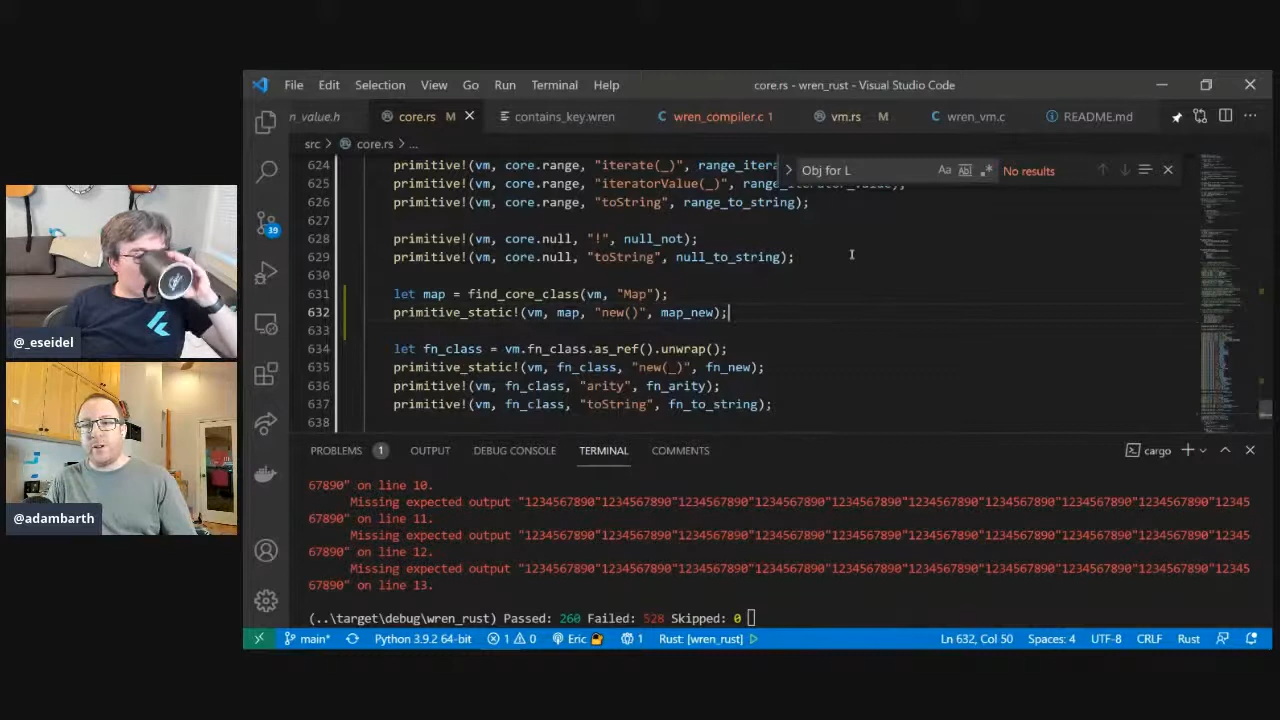 File Edit Selection View Go Run Terminal Help
core.rs - wren_rust - Visual Studio Code
n_value.h core.rs M contains_key.wren wren_compiler.c 1 vm.rs M wren_vm.c README.md
src > core.rs > ...
Obj for L Aa ab No results
624 primitive!(vm, core.range, "iterate(_)", range_itera
625 primitive!(vm, core.range, "iteratorValue(_)", range_iterator_value);
626 primitive!(vm, core.range, "toString", range_to_string);
627
628 primitive!(vm, core.null, "!", null_not);
629 primitive!(vm, core.null, "toString", null_to_string);
630
631 let map = find_core_class(vm, "Map");
632 primitive_static!(vm, map, "new()", map_new);
633
634 let fn_class = vm.fn_class.as_ref().unwrap();
635 primitive_static!(vm, fn_class, "new(_)", fn_new);
636 primitive!(vm, fn_class, "arity", fn_arity);
637 primitive!(vm, fn_class, "toString", fn_to_string);
638
39
PROBLEMS 1 OUTPUT DEBUG CONSOLE TERMINAL COMMENTS cargo
67890" on line 10.
Missing expected output "1234567890"1234567890"1234567890"1234567890"1234567890"1234567890"1234567890"12345
67890" on line 11.
Missing expected output "1234567890"1234567890"1234567890"1234567890"1234567890"1234567890"1234567890"12345
67890" on line 12.
Missing expected output "1234567890"1234567890"1234567890"1234567890"1234567890"1234567890"1234567890"12345
67890" on line 13.
(..\target\debug\wren_rust) Passed: 260 Failed: 528 Skipped: 0
main* Python 3.9.2 64-bit 1 0 Eric 1 Rust: [wren_rust] Ln 632, Col 50 Spaces: 4 UTF-8 CRLF Rust
@_eseidel
@adambarth